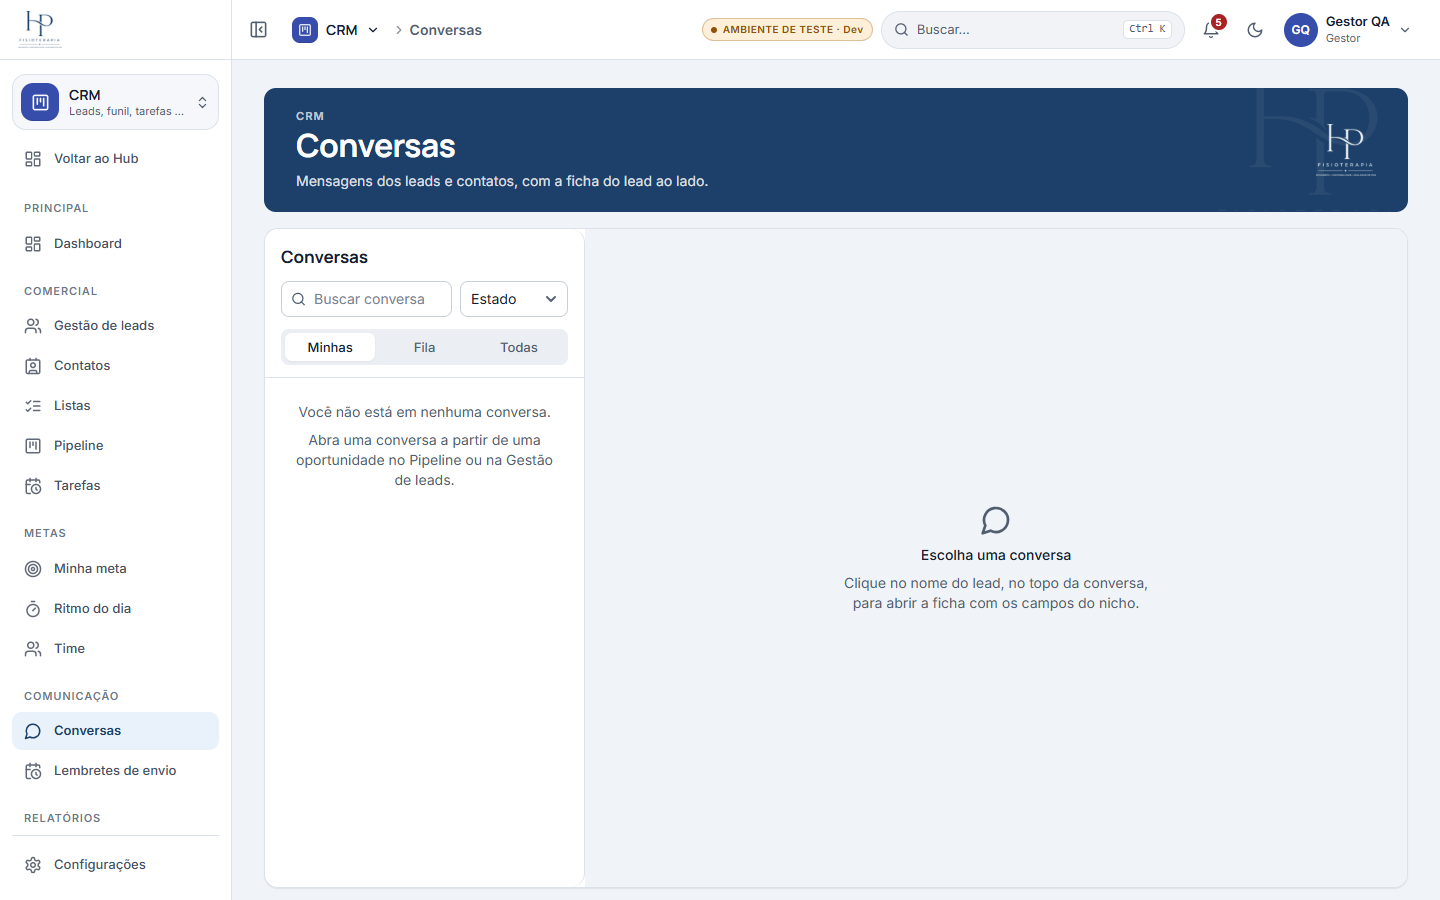 HP
FISIOTERAPIA
CRM
Leads, funil, tarefas ...
Voltar ao Hub
PRINCIPAL
Dashboard
COMERCIAL
Gestão de leads
Contatos
Listas
Pipeline
Tarefas
METAS
Minha meta
Ritmo do dia
Time
COMUNICAÇÃO
Conversas
Lembretes de envio
RELATÓRIOS
Configurações
CRM
Conversas
AMBIENTE DE TESTE · Dev
Buscar...
Ctrl K
5
GQ
Gestor QA
Gestor
CRM
Conversas
Mensagens dos leads e contatos, com a ficha do lead ao lado.
HP
FISIOTERAPIA
Conversas
Buscar conversa
Estado
Minhas
Fila
Todas
Você não está em nenhuma conversa.
Abra uma conversa a partir de uma
oportunidade no Pipeline ou na Gestão
de leads.
Escolha uma conversa
Clique no nome do lead, no topo da conversa,
para abrir a ficha com os campos do nicho.